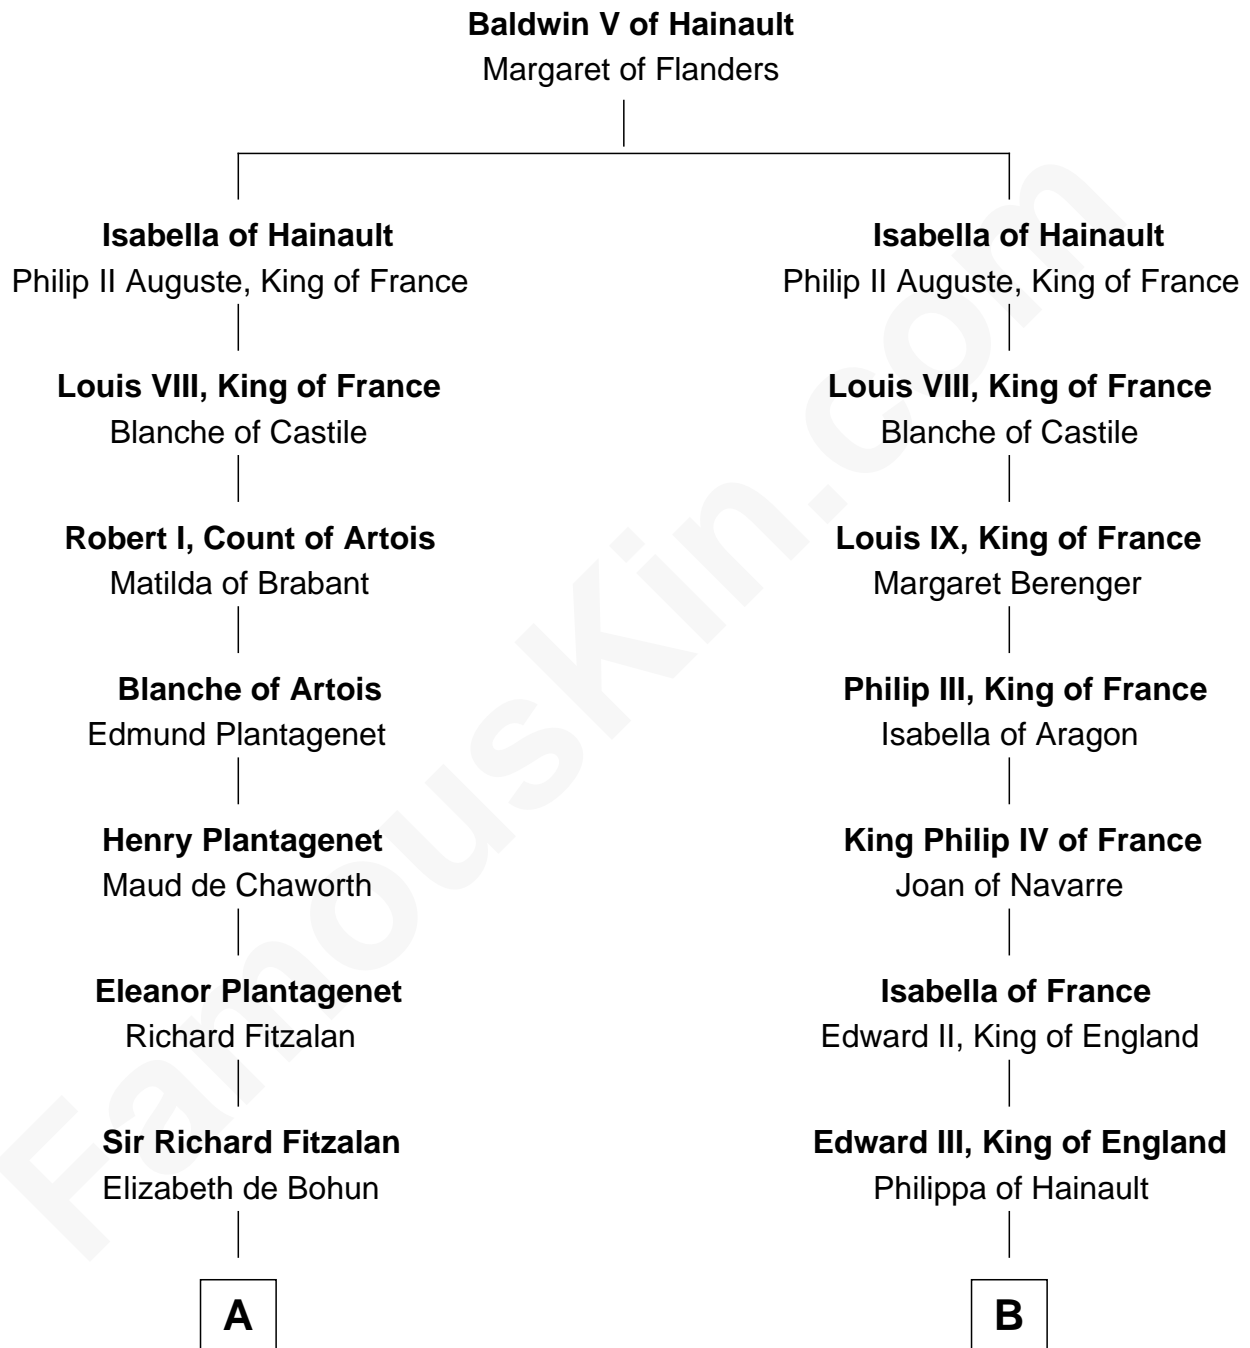 Baldwin V of Hainault
Margaret of Flanders
Isabella of Hainault
Philip II Auguste, King of France
Louis VIII, King of France
Blanche of Castile
Robert I, Count of Artois
Matilda of Brabant
Blanche of Artois
Edmund Plantagenet
Henry Plantagenet
Maud de Chaworth
Eleanor Plantagenet
Richard Fitzalan
Sir Richard Fitzalan
Elizabeth de Bohun
A
Isabella of Hainault
Philip II Auguste, King of France
Louis VIII, King of France
Blanche of Castile
Louis IX, King of France
Margaret Berenger
Philip III, King of France
Isabella of Aragon
King Philip IV of France
Joan of Navarre
Isabella of France
Edward II, King of England
Edward III, King of England
Philippa of Hainault
B
FamousKin.com